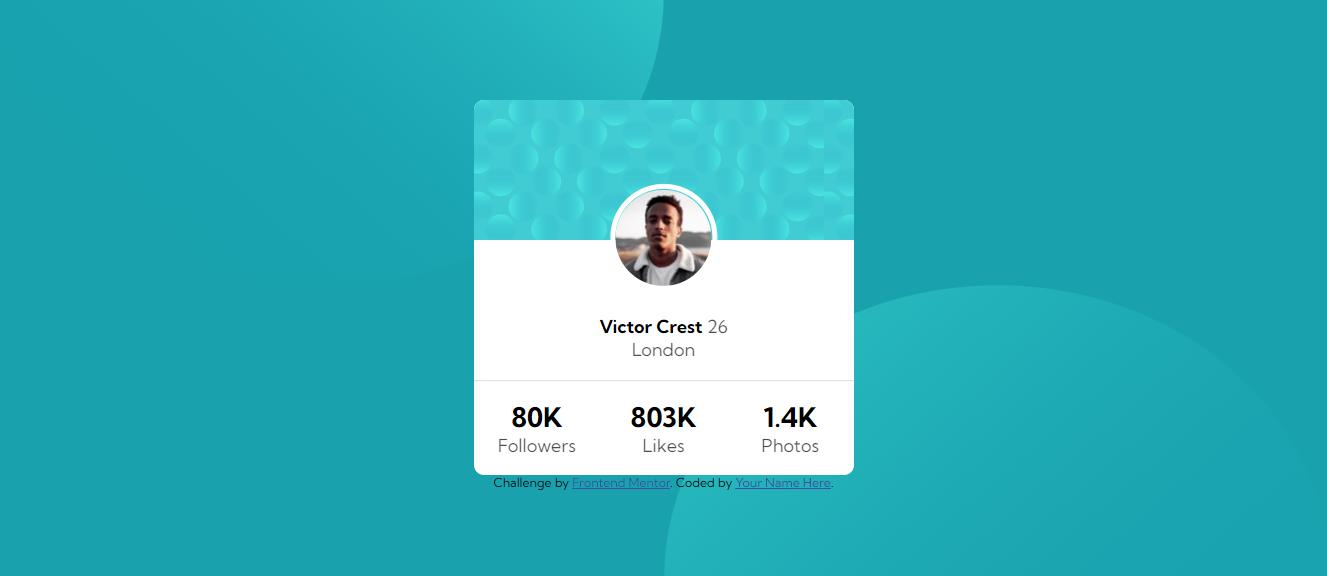 Victor Crest 26
London
80K 803K 1.4K
Followers Likes Photos
Challenge by Frontend Mentor. Coded by Your Name Here.